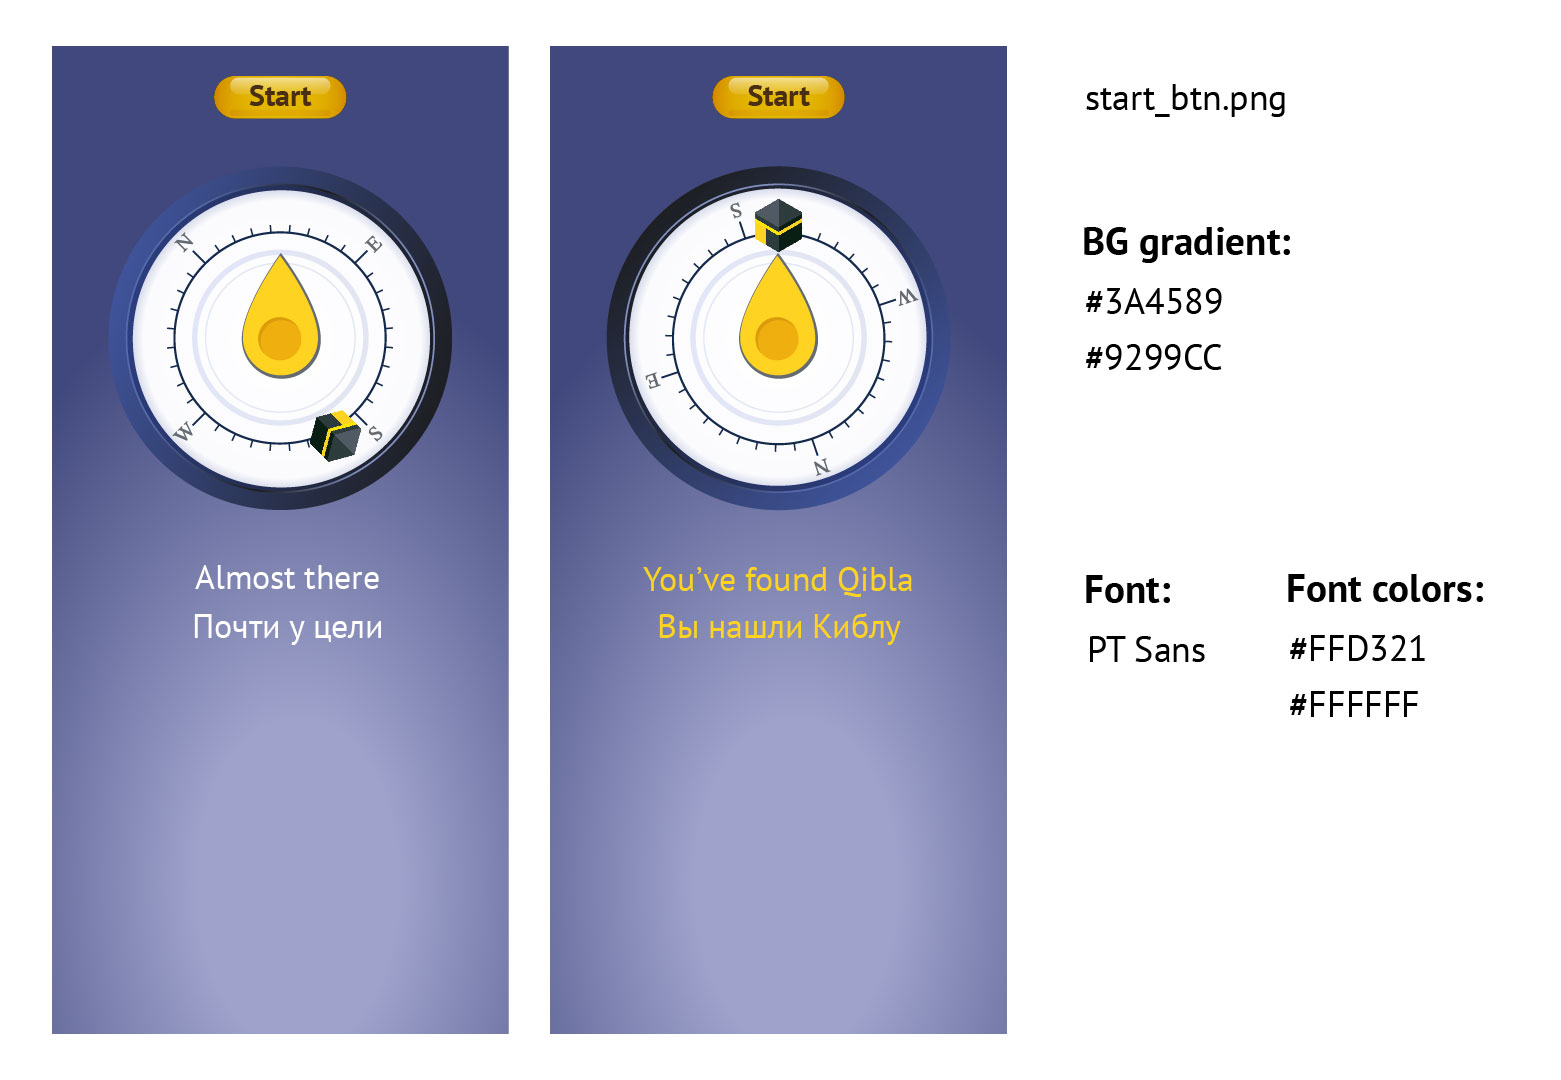 Start
N
E
W
S
Almost there
Почти у цели
Start
S
W
E
N
You’ve found Qibla
Вы нашли Киблу
start_btn.png
BG gradient:
#3A4589
#9299CC
Font:
PT Sans
Font colors:
#FFD321
#FFFFFF